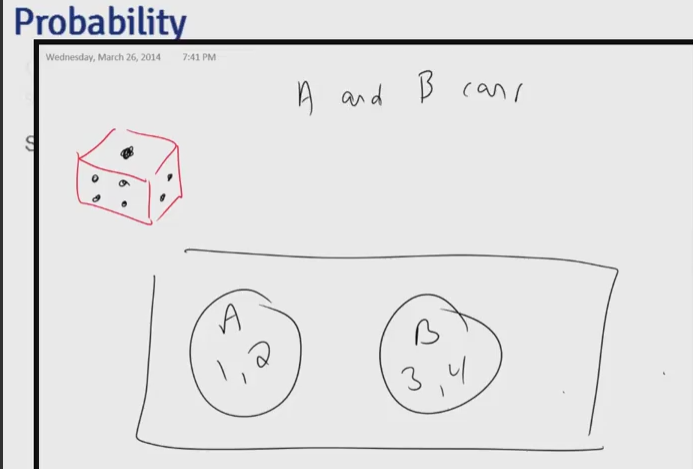 Probability
Wednesday, March 26, 2014 7:41 PM
A and B can
S
A
1, 2
B
3, 4